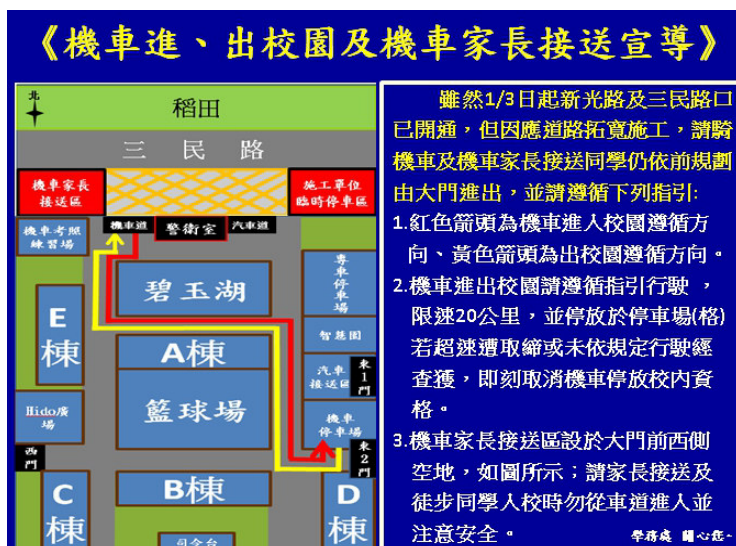 《機車進、出校園及機車家長接送宣導》
北
稻田
三 民 路
機車家長
接送區
施工單位
臨時停車區
機車道
警衛室
汽車道
機車考照
練習場
碧玉湖
專車停車場
E
棟
A棟
智慧園
汽車
接送區
東1門
籃球場
Hido廣
場
機車
停車場
西門
東2門
C
棟
B棟
D
棟
司令台
雖然1/3日起新光路及三民路口
已開通，但因應道路拓寬施工，請騎
機車及機車家長接送同學仍依前規劃
由大門進出，並請遵循下列指引:
1.紅色箭頭為機車進入校園遵循方
向、黃色箭頭為出校園遵循方向。
2.機車進出校園請遵循指引行駛 ，
限速20公里，並停放於停車場(格)
若超速遭取締或未依規定行駛經
查獲，即刻取消機車停放校內資
格。
3.機車家長接送區設於大門前西側
空地，如圖所示；請家長接送及
徒步同學入校時勿從車道進入並
注意安全。
學務處 關心您~